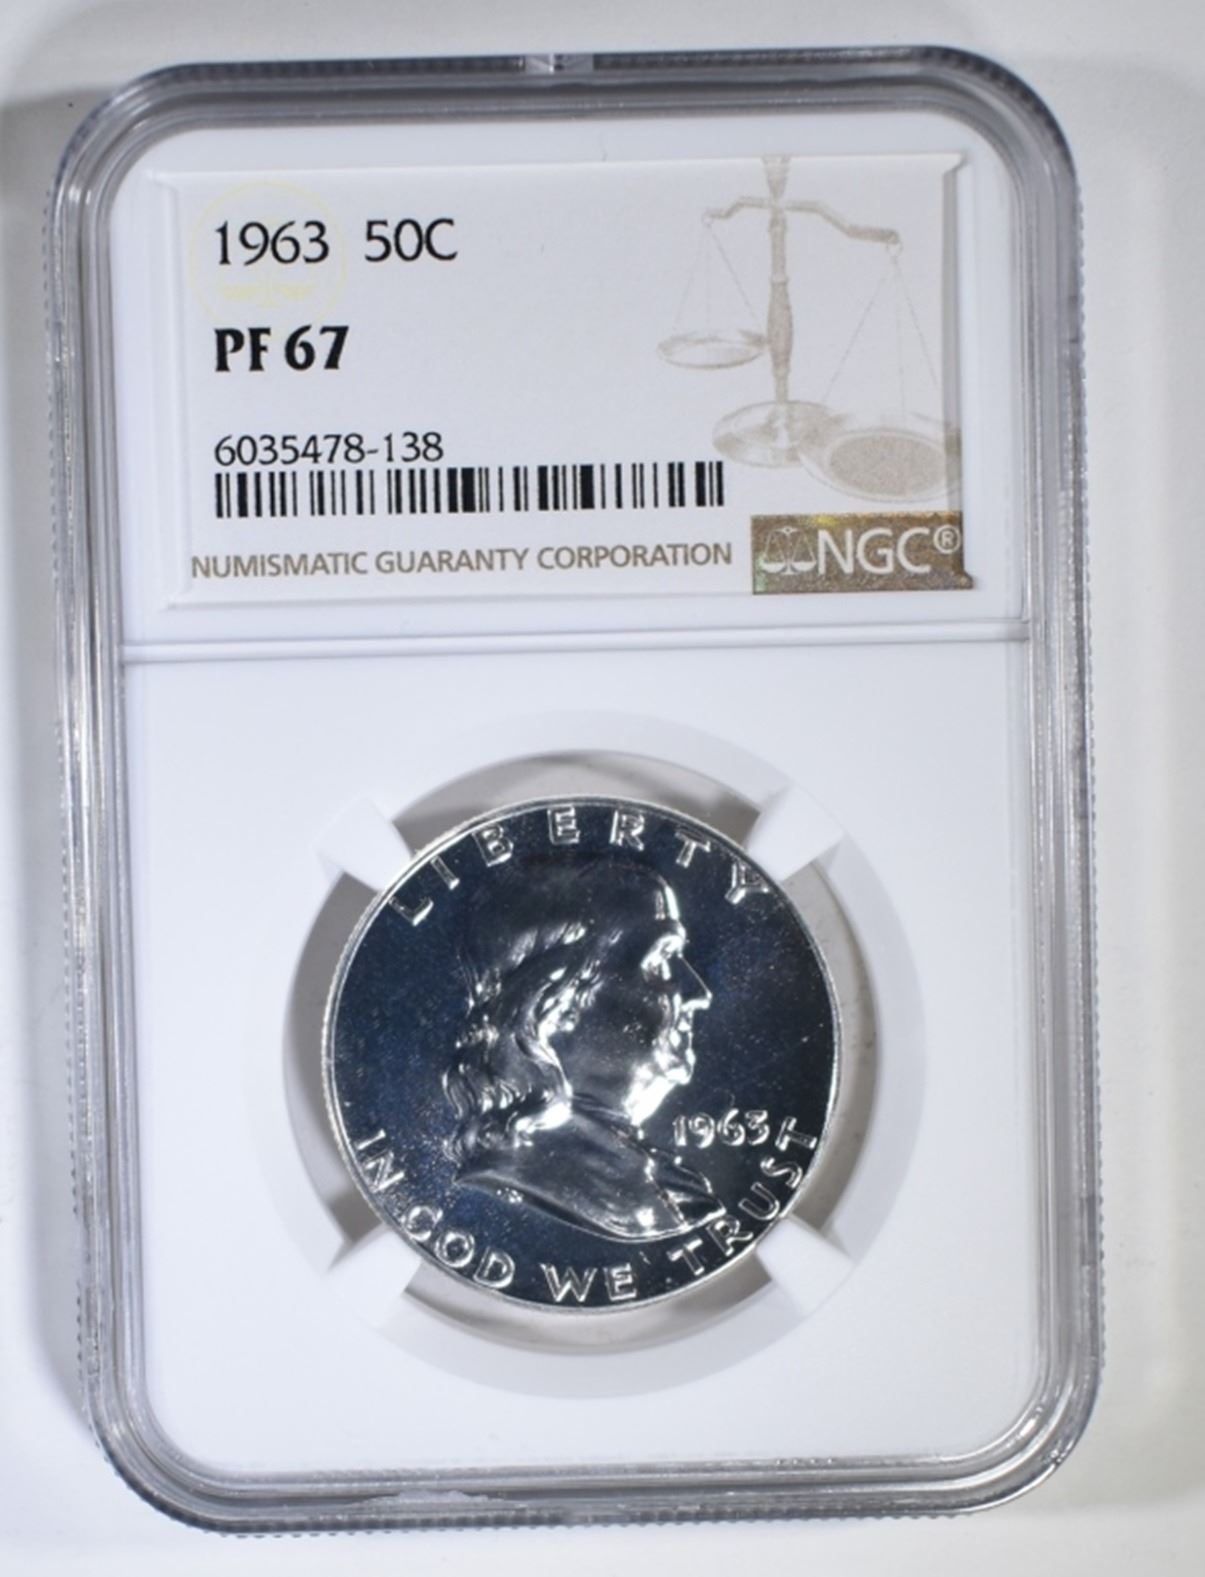 1963 50C
PF 67
6035478-138
NUMISMATIC GUARANTY CORPORATION
NGC®
LIBERTY
1963
IN GOD WE TRUST